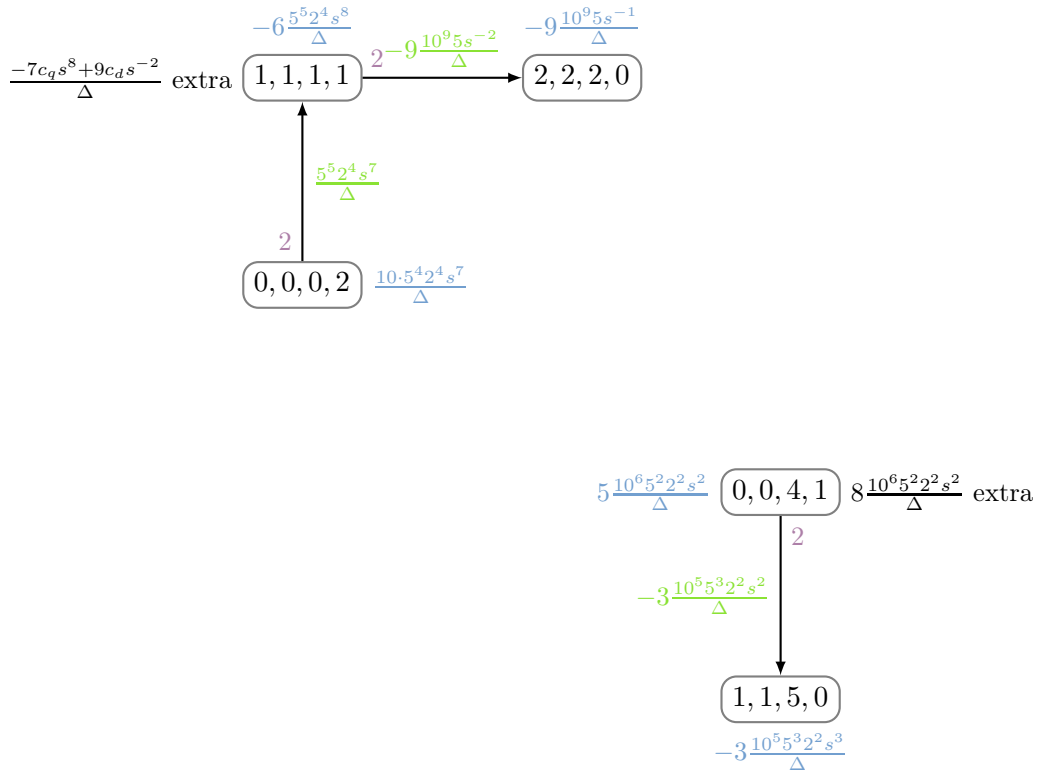 $-6\frac{5^5 2^4 s^8}{\Delta}$
$-9\frac{10^9 5 s^{-1}}{\Delta}$
$\frac{-7c_q s^8+9c_d s^{-2}}{\Delta}$ extra
1, 1, 1, 1
2
$-9\frac{10^9 5 s^{-2}}{\Delta}$
2, 2, 2, 0
$\frac{5^5 2^4 s^7}{\Delta}$
2
0, 0, 0, 2
$\frac{10 \cdot 5^4 2^4 s^7}{\Delta}$
$5\frac{10^6 5^2 2^2 s^2}{\Delta}$
0, 0, 4, 1
$8\frac{10^6 5^2 2^2 s^2}{\Delta}$ extra
2
$-3\frac{10^5 5^3 2^2 s^2}{\Delta}$
1, 1, 5, 0
$-3\frac{10^5 5^3 2^2 s^3}{\Delta}$